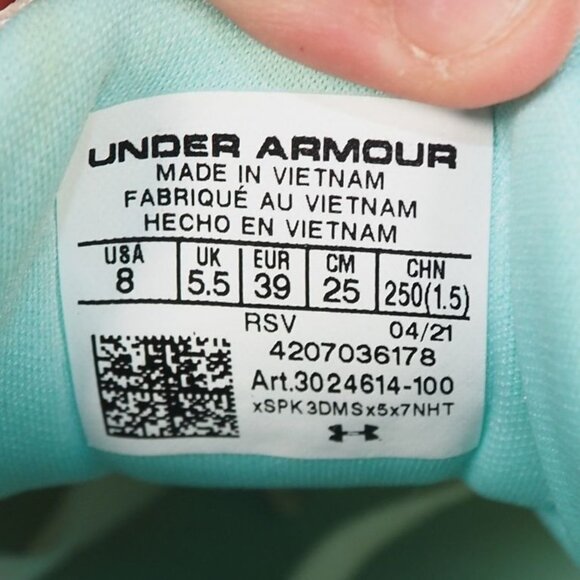 UNDER ARMOUR
MADE IN VIETNAM
FABRIQUÉ AU VIETNAM
HECHO EN VIETNAM
USA UK EUR CM CHN
8 5.5 39 25 250(1.5)
RSV 04/21
4207036178
Art.3024614-100
xSPK3DMSx5x7NHT